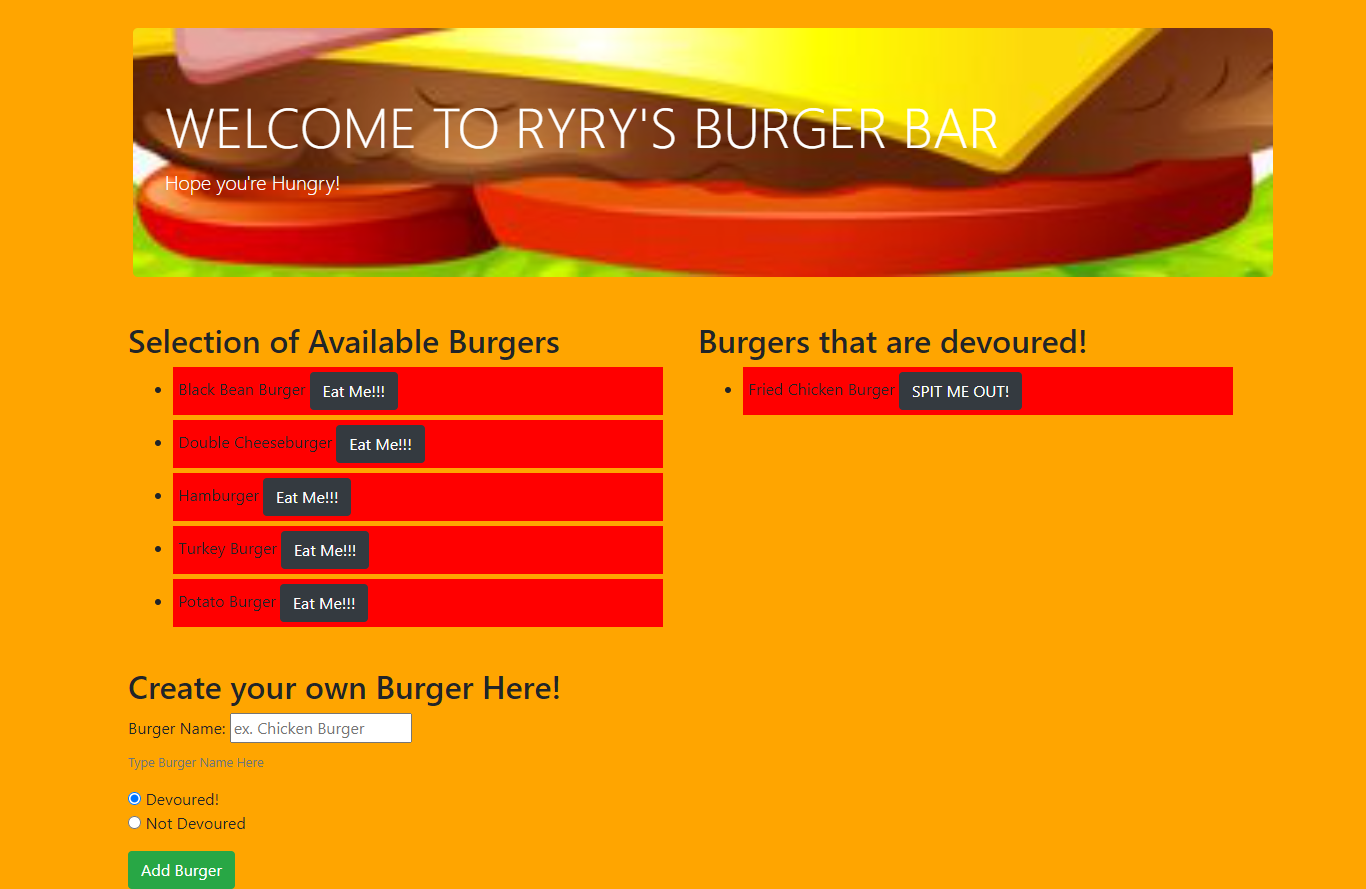 WELCOME TO RYRY'S BURGER BAR
Hope you're Hungry!
Selection of Available Burgers
Black Bean Burger Eat Me!!!
Double Cheeseburger Eat Me!!!
Hamburger Eat Me!!!
Turkey Burger Eat Me!!!
Potato Burger Eat Me!!!
Burgers that are devoured!
Fried Chicken Burger SPIT ME OUT!
Create your own Burger Here!
Burger Name: ex. Chicken Burger
Type Burger Name Here
Devoured!
Not Devoured
Add Burger